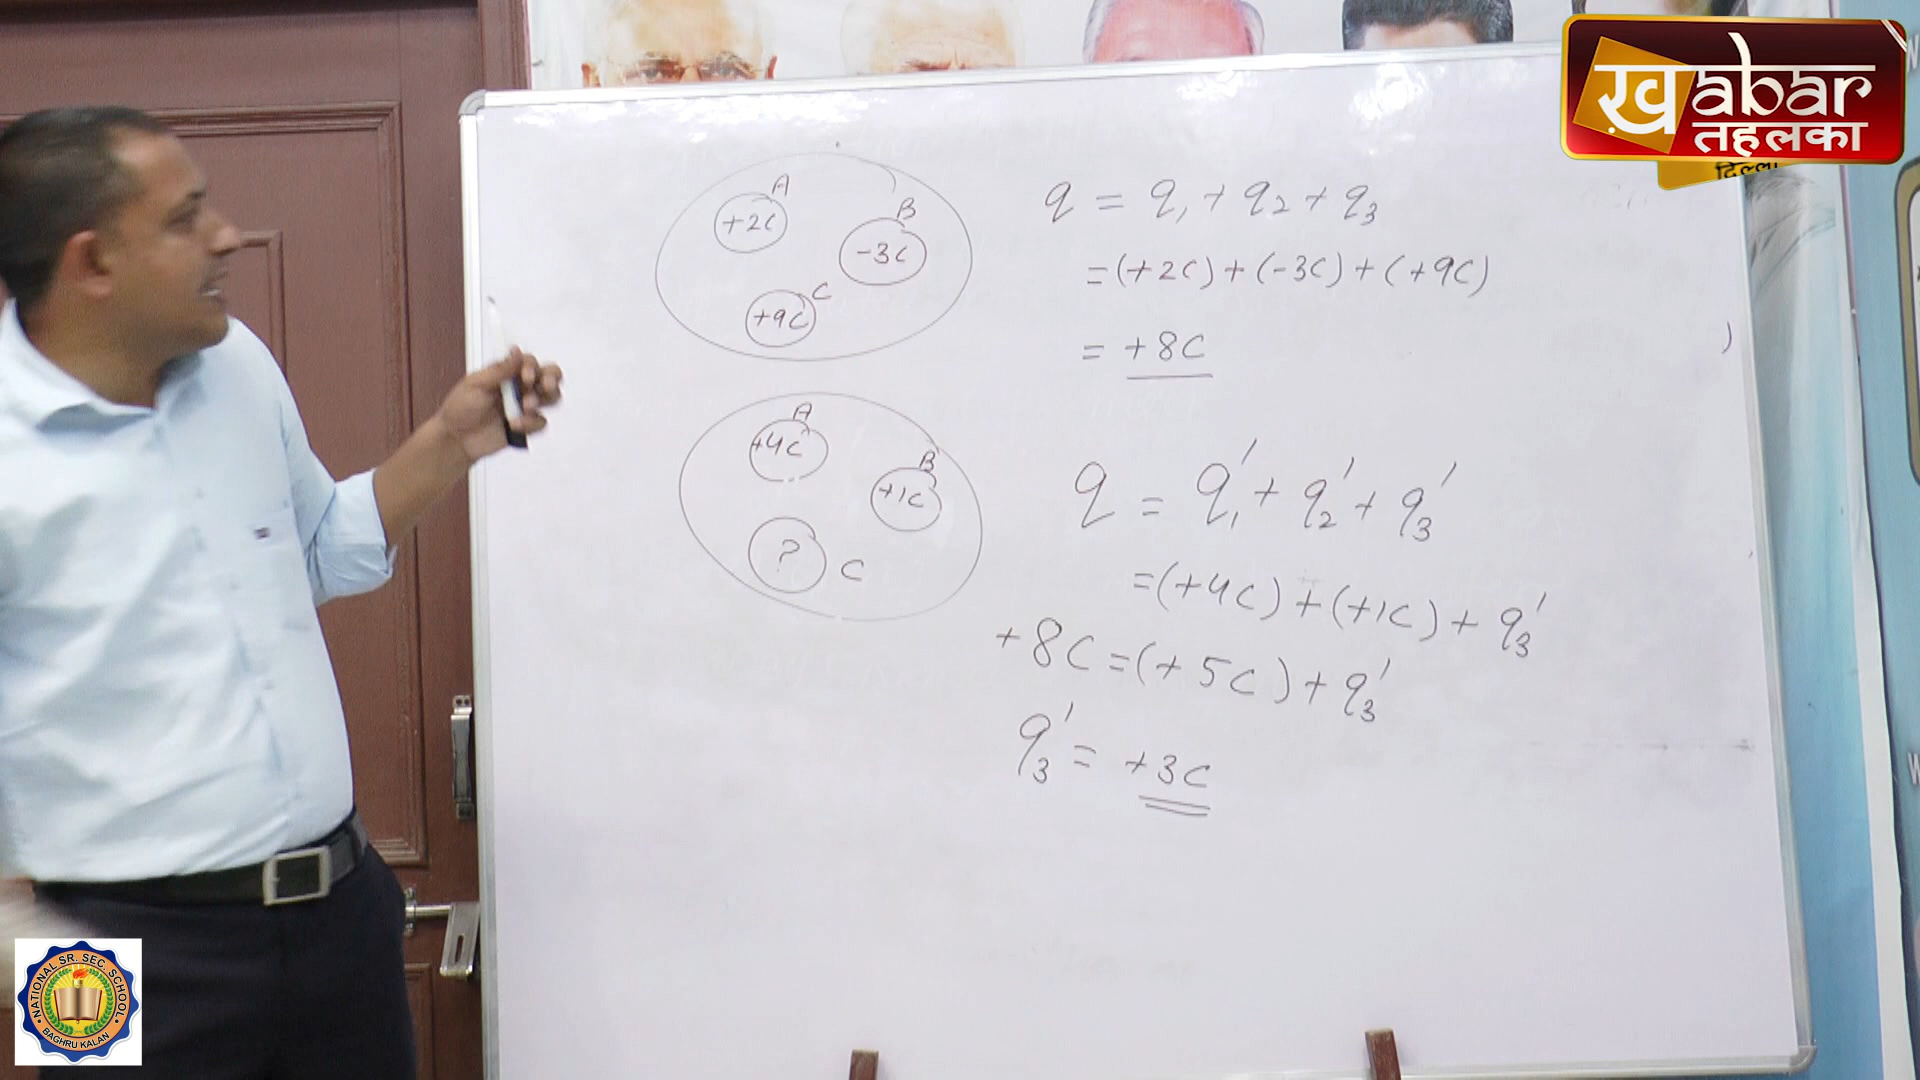 ख़abar
तहलका
दिल्ली
A
+2C
B
-3C
C
+9C
q = q₁ + q₂ + q₃
= (+2C) + (-3C) + (+9C)
= +8C
A
+4C
B
+1C
?
C
q = q₁' + q₂' + q₃'
= (+4C) + (+1C) + q₃'
+8C = (+5C) + q₃'
q₃' = +3C
NATIONAL SR. SEC. SCHOOL
BAGHRU KALAN